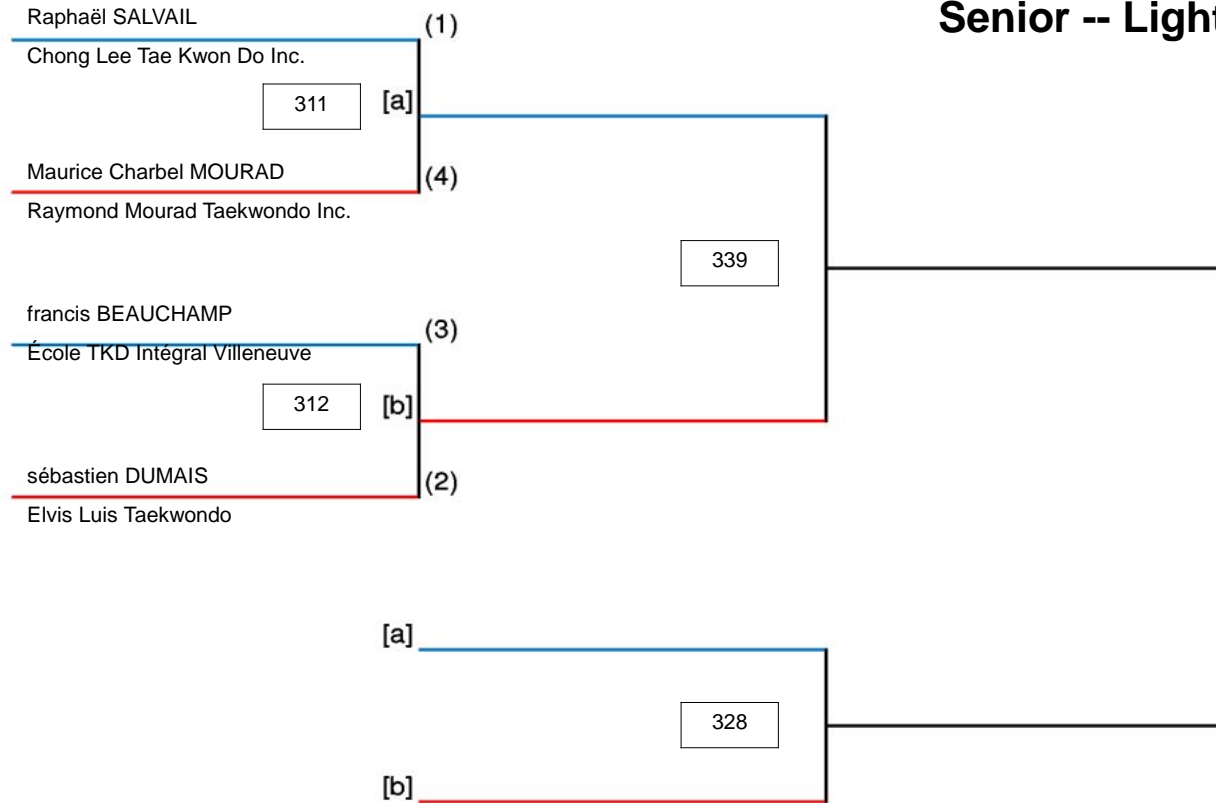 Senior -- Light
Raphaël SALVAIL
(1)
Chong Lee Tae Kwon Do Inc.
311
[a]
Maurice Charbel MOURAD
(4)
Raymond Mourad Taekwondo Inc.
339
francis BEAUCHAMP
(3)
École TKD Intégral Villeneuve
312
[b]
sébastien DUMAIS
(2)
Elvis Luis Taekwondo
[a]
328
[b]